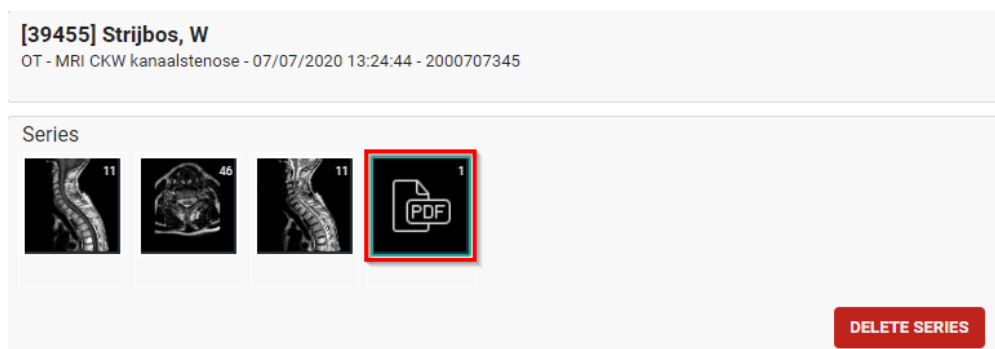 [39455] Strijbos, W
OT - MRI CKW kanaalstenose - 07/07/2020 13:24:44 - 2000707345
Series
11 46 11 1
PDF
DELETE SERIES